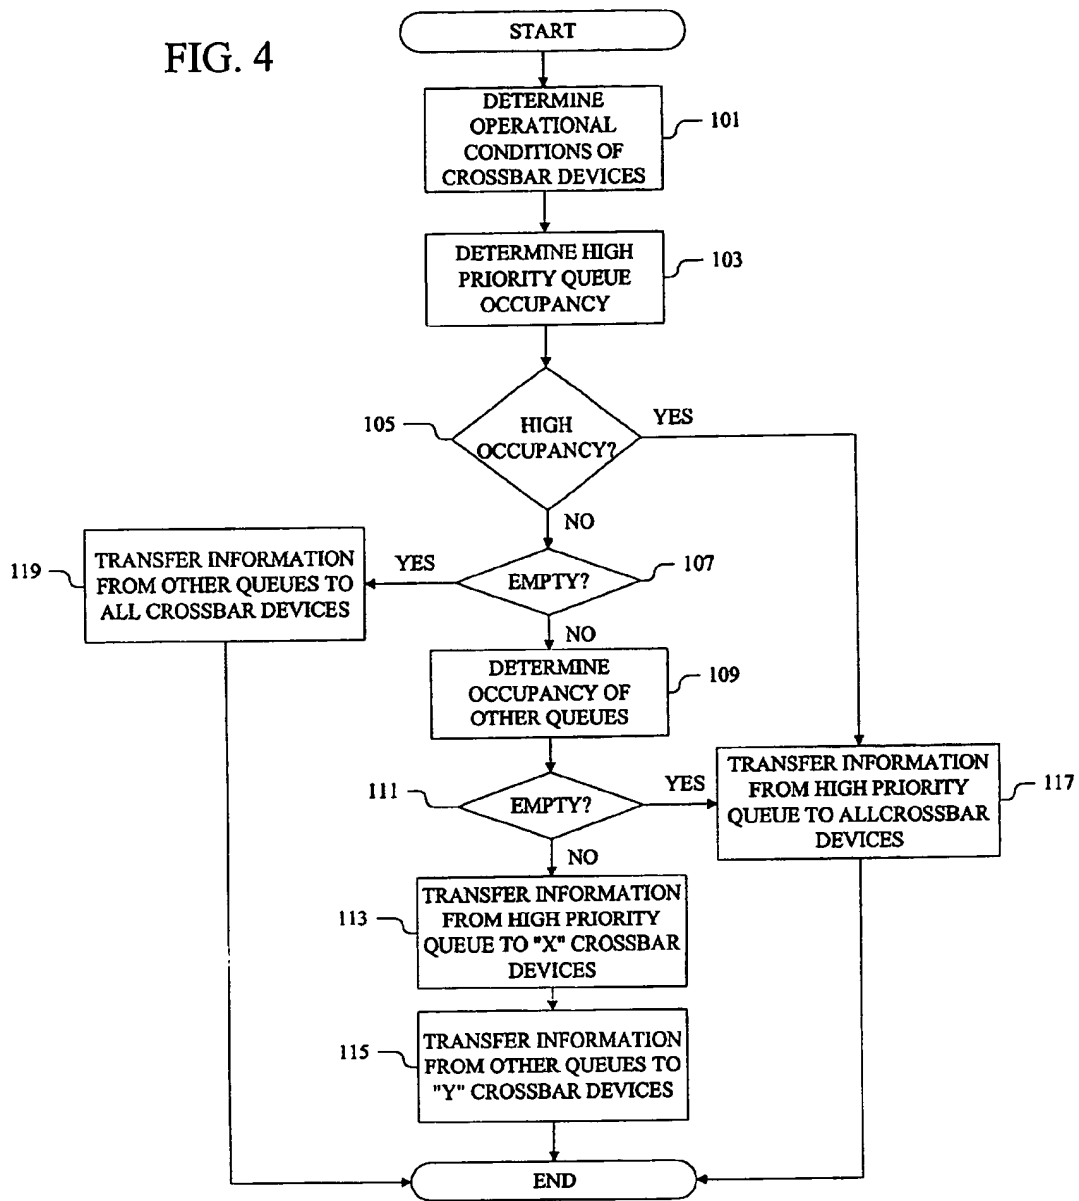 FIG. 4
START
DETERMINE
OPERATIONAL
CONDITIONS OF
CROSSBAR DEVICES
101
DETERMINE HIGH
PRIORITY QUEUE
OCCUPANCY
103
105
HIGH
OCCUPANCY?
YES
NO
119
TRANSFER INFORMATION
FROM OTHER QUEUES TO
ALL CROSSBAR DEVICES
YES
EMPTY?
107
NO
DETERMINE
OCCUPANCY OF
OTHER QUEUES
109
111
EMPTY?
YES
TRANSFER INFORMATION
FROM HIGH PRIORITY
QUEUE TO ALLCROSSBAR
DEVICES
117
NO
113
TRANSFER INFORMATION
FROM HIGH PRIORITY
QUEUE TO "X" CROSSBAR
DEVICES
115
TRANSFER INFORMATION
FROM OTHER QUEUES TO
"Y" CROSSBAR DEVICES
END